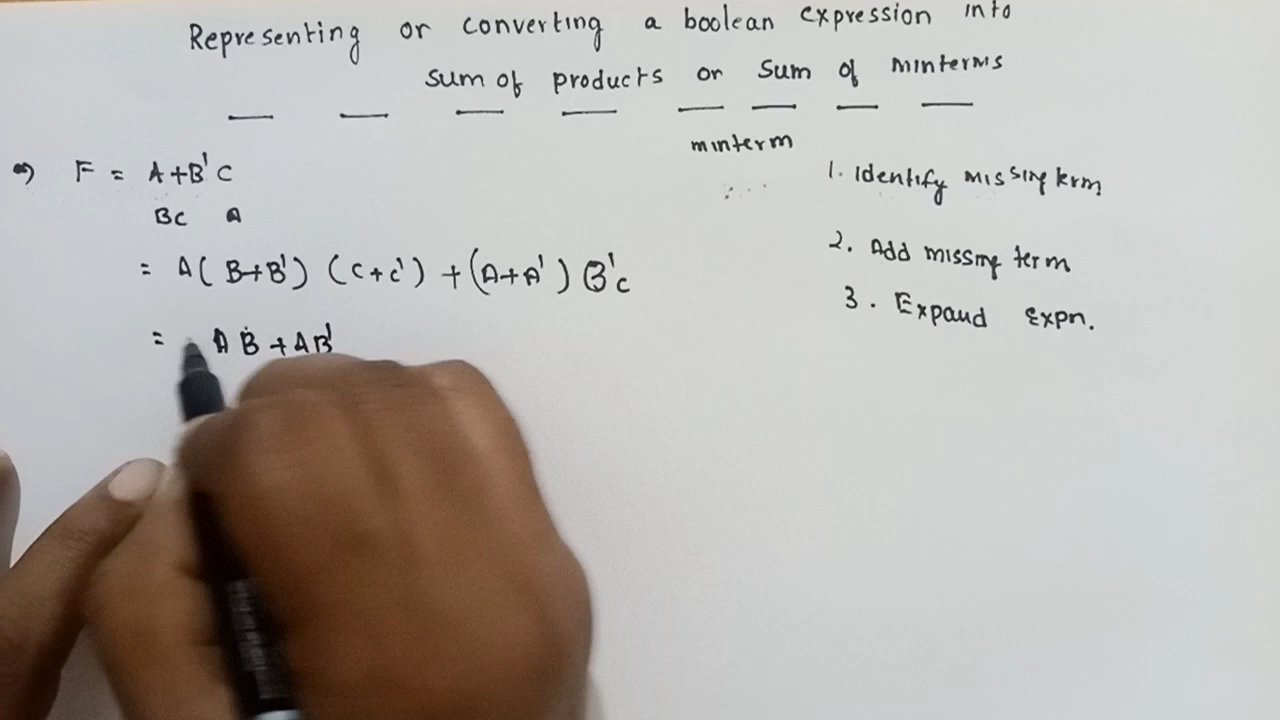 Representing or converting a boolean expression into
sum of products or sum of minterms
minterm
⇒ F = A+B'C
BC A
= A(B+B') (C+C') + (A+A') B'C
= AB+AB'
1. Identify missing term
2. Add missing term
3. Expand Expn.